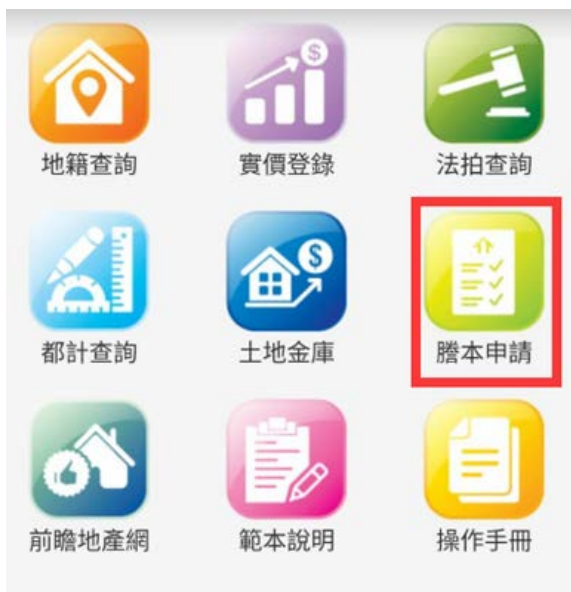 地籍查詢
實價登錄
法拍查詢
都計查詢
土地金庫
謄本申請
前瞻地產網
範本說明
操作手冊